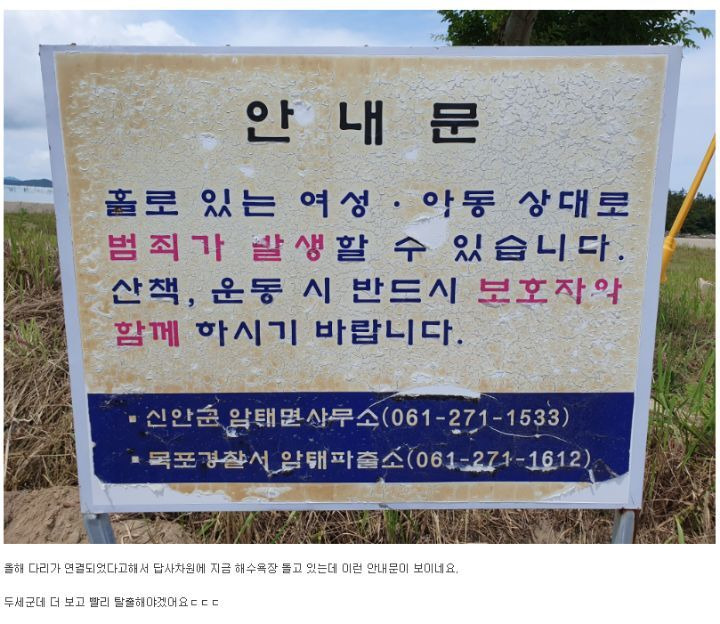 안내문
홀로 있는 여성·아동 상대로
범죄가 발생할 수 있습니다.
산책, 운동 시 반드시 보호자와
함께 하시기 바랍니다.
▪ 신안군 암태면사무소(061-271-1533)
▪ 목포경찰서 암태파출소(061-271-1612)
올해 다리가 연결되었다고해서 답사차원에 지금 해수욕장 돌고 있는데 이런 안내문이 보이네요.
두세군데 더 보고 빨리 탈출해야겠어요ㄷㄷㄷ